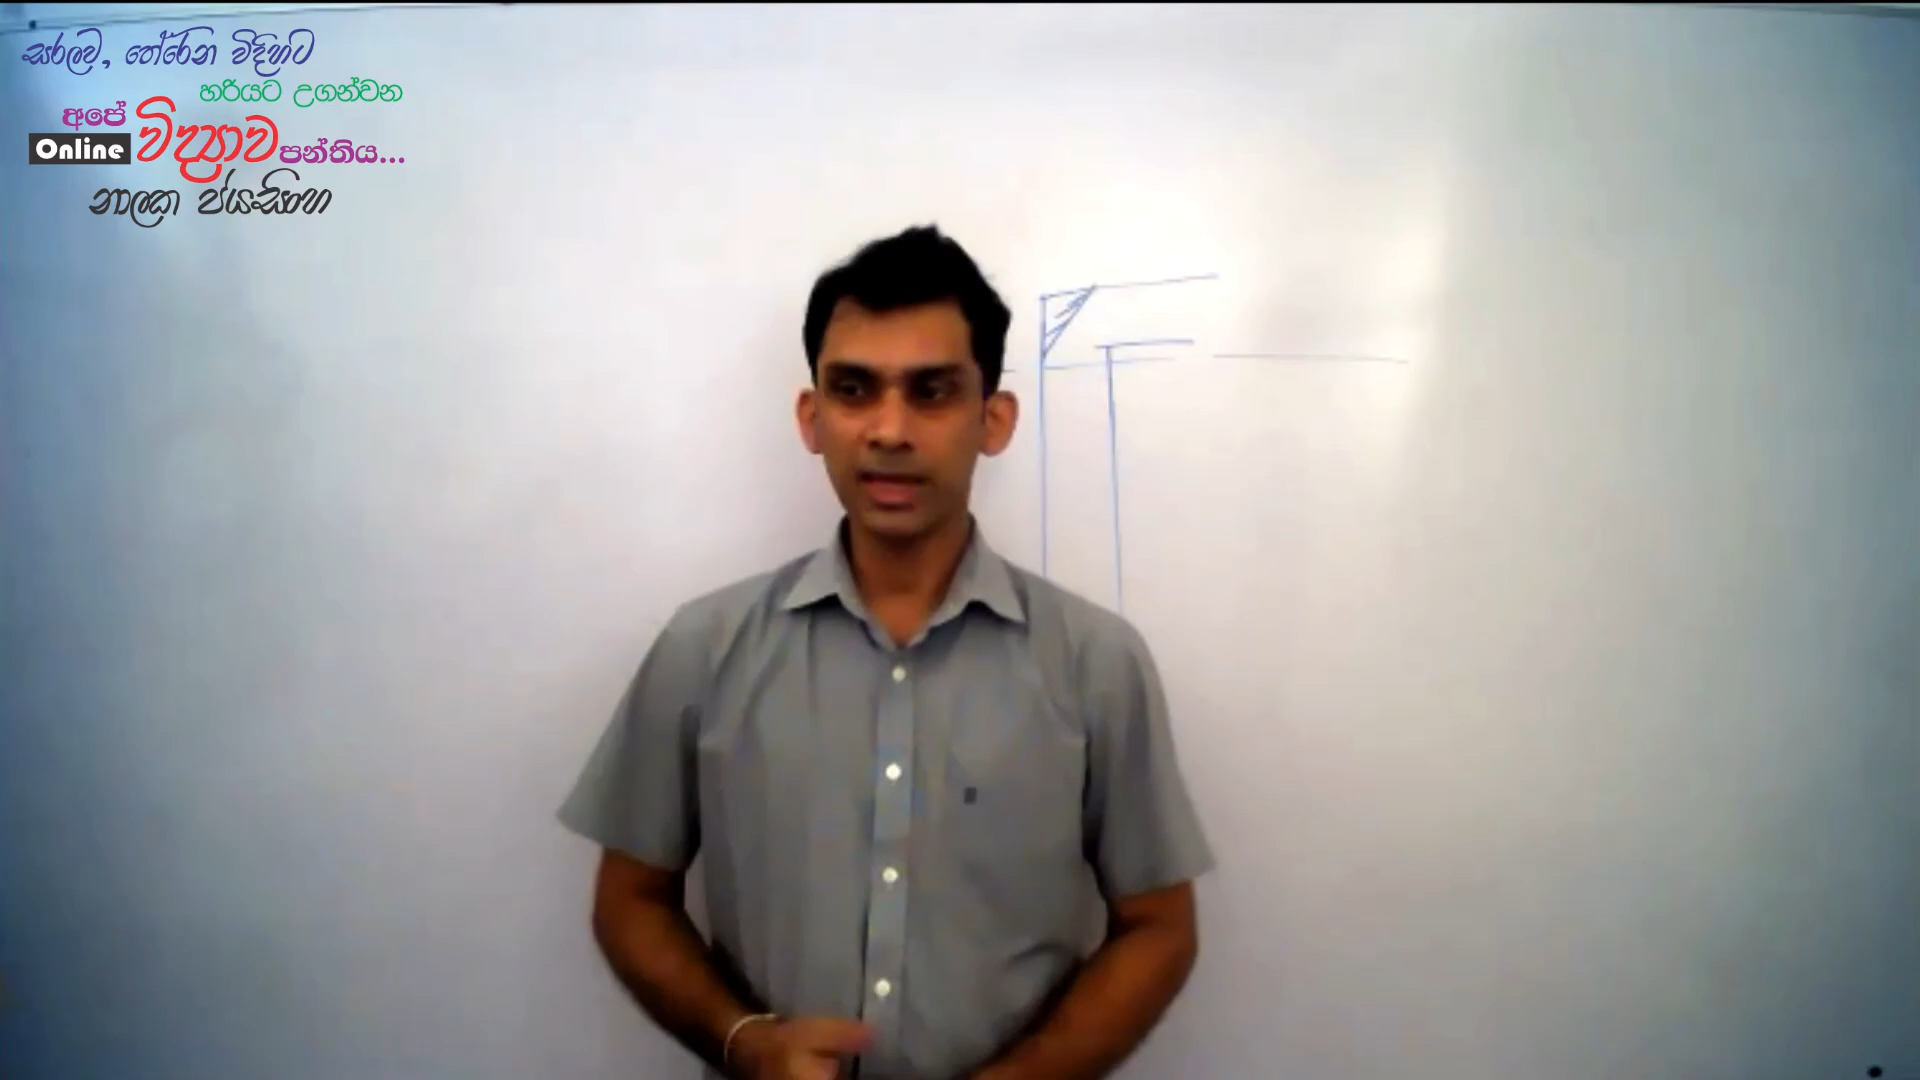 සරලව, තේරෙන විදිහට
හරියට උගන්වන
අපේ
Online විද්‍යාව පන්තිය...
නාලක ජයසිංහ